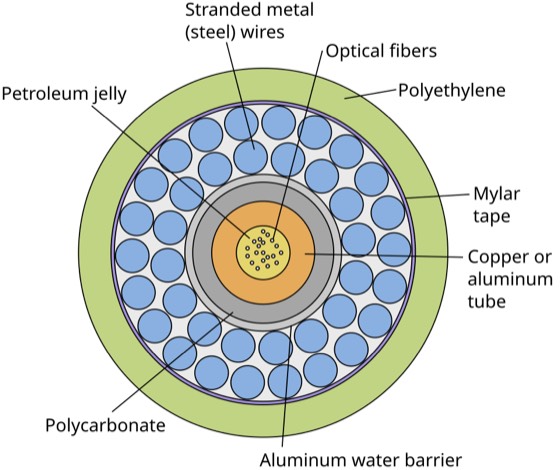 Stranded metal
(steel) wires
Optical fibers
Petroleum jelly
Polyethylene
Mylar
tape
Copper or
aluminum
tube
Polycarbonate
Aluminum water barrier